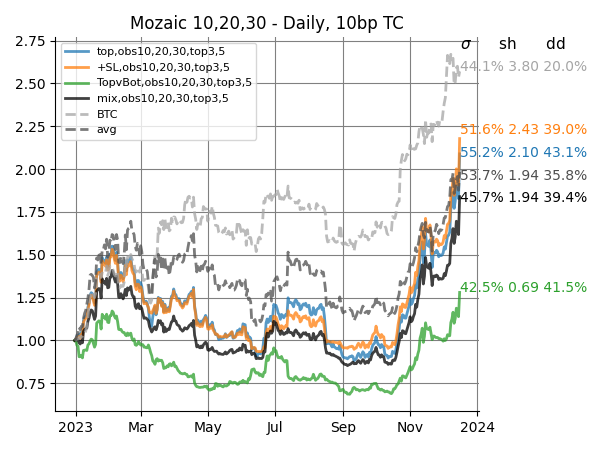 Mozaic 10,20,30 - Daily, 10bp TC
σ sh dd
top,obs10,20,30,top3,5
+SL,obs10,20,30,top3,5
TopvBot,obs10,20,30,top3,5
mix,obs10,20,30,top3,5
BTC
avg
44.1% 3.80 20.0%
51.6% 2.43 39.0%
55.2% 2.10 43.1%
53.7% 1.94 35.8%
45.7% 1.94 39.4%
42.5% 0.69 41.5%
2.75
2.50
2.25
2.00
1.75
1.50
1.25
1.00
0.75
2023 Mar May Jul Sep Nov 2024